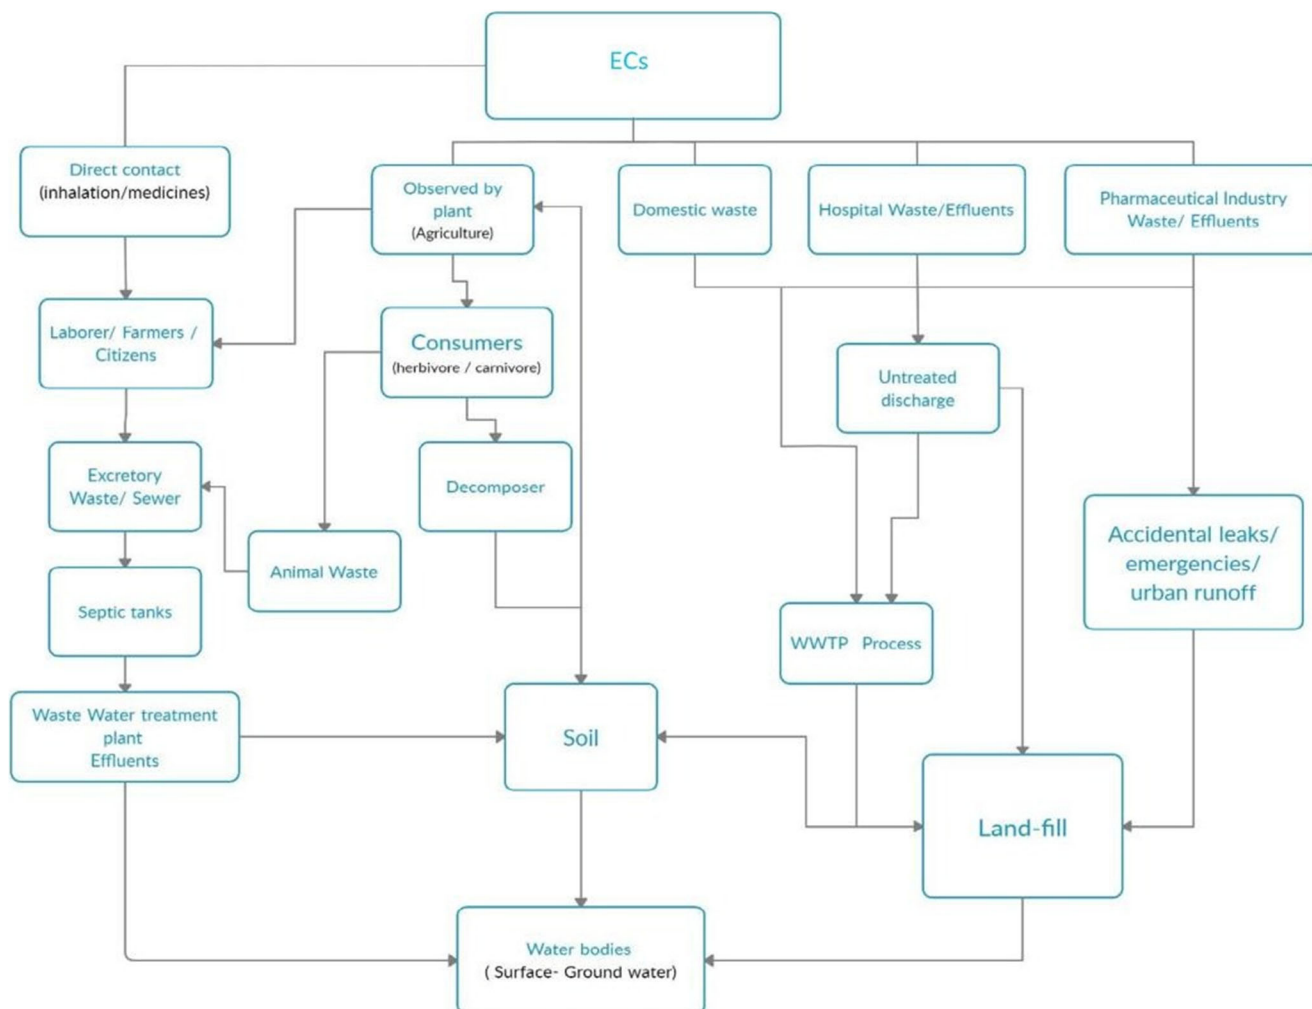 ECs
Direct contact
(inhalation/medicines)
Observed by
plant
(Agriculture)
Domestic waste
Hospital Waste/Effluents
Pharmaceutical Industry
Waste/ Effluents
Laborer/ Farmers /
Citizens
Consumers
(herbivore / carnivore)
Untreated
discharge
Excretory
Waste/ Sewer
Decomposer
Animal Waste
Accidental leaks/
emergencies/
urban runoff
Septic tanks
WWTP Process
Waste Water treatment
plant
Effluents
Soil
Land-fill
Water bodies
( Surface- Ground water)